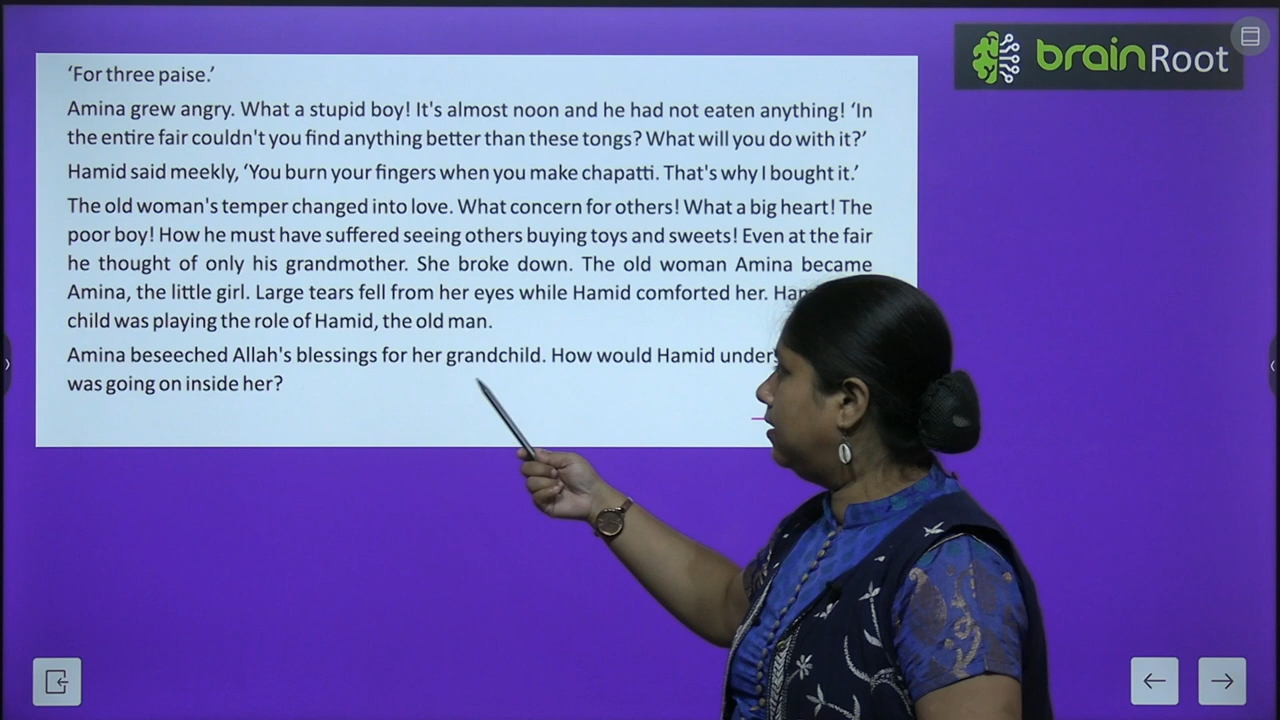 brainRoot
‘For three paise.’
Amina grew angry. What a stupid boy! It's almost noon and he had not eaten anything! ‘In
the entire fair couldn't you find anything better than these tongs? What will you do with it?’
Hamid said meekly, ‘You burn your fingers when you make chapatti. That's why I bought it.’
The old woman's temper changed into love. What concern for others! What a big heart! The
poor boy! How he must have suffered seeing others buying toys and sweets! Even at the fair
he thought of only his grandmother. She broke down. The old woman Amina became
Amina, the little girl. Large tears fell from her eyes while Hamid comforted her.
child was playing the role of Hamid, the old man.
Amina beseeched Allah's blessings for her grandchild. How would Hamid
was going on inside her?